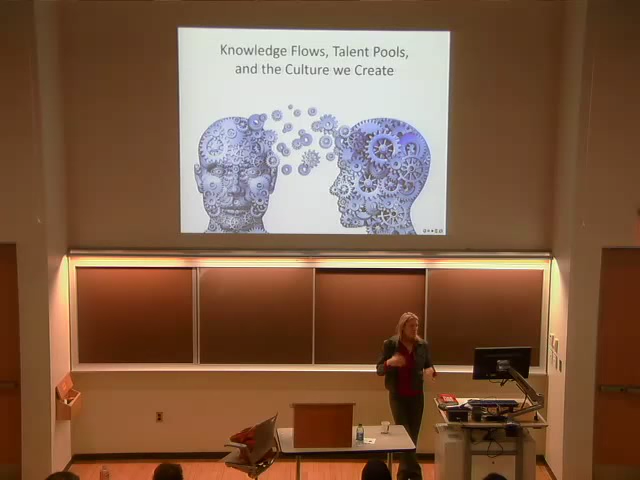 Knowledge Flows, Talent Pools,
and the Culture we Create